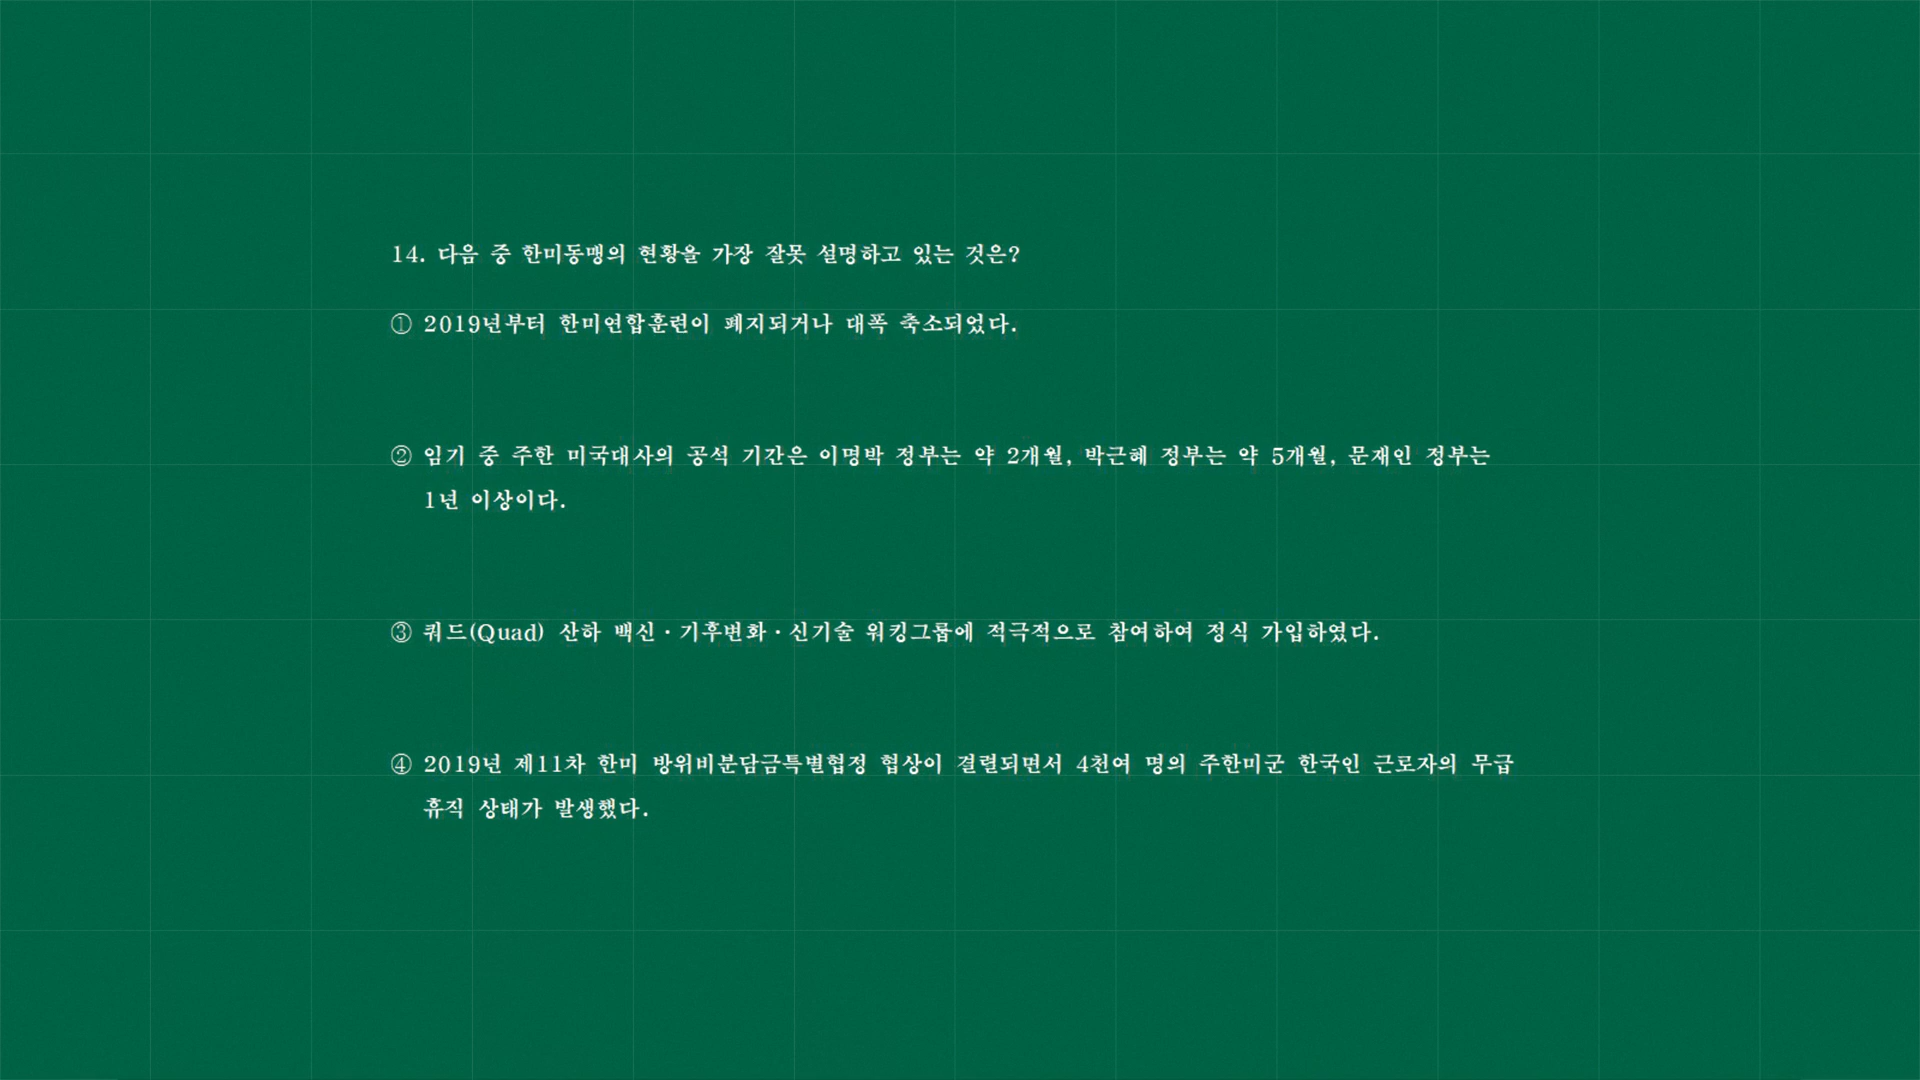 14. 다음 중 한미동맹의 현황을 가장 잘못 설명하고 있는 것은?
① 2019년부터 한미연합훈련이 폐지되거나 대폭 축소되었다.
② 임기 중 주한 미국대사의 공석 기간은 이명박 정부는 약 2개월, 박근혜 정부는 약 5개월, 문재인 정부는
1년 이상이다.
③ 쿼드(Quad) 산하 백신·기후변화·신기술 워킹그룹에 적극적으로 참여하여 정식 가입하였다.
④ 2019년 제11차 한미 방위비분담금특별협정 협상이 결렬되면서 4천여 명의 주한미군 한국인 근로자의 무급
휴직 상태가 발생했다.